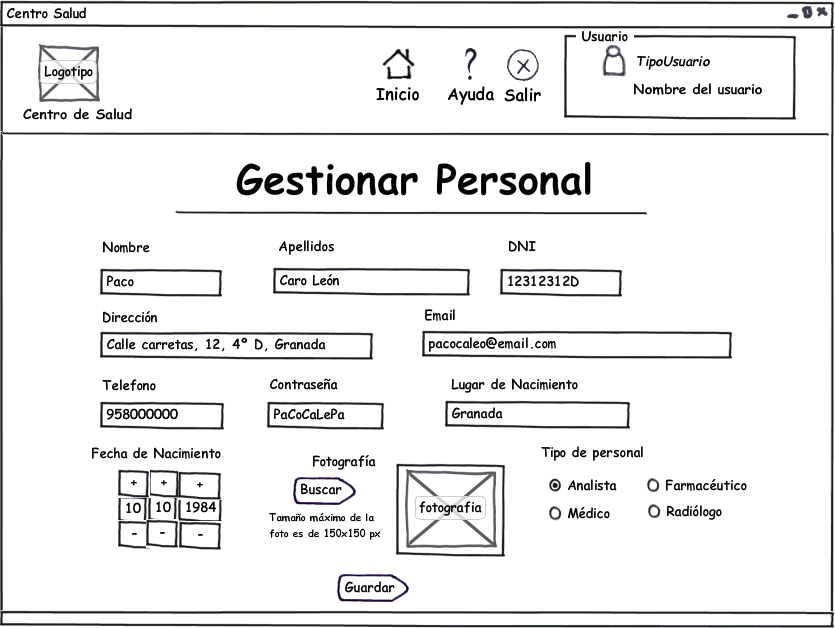 Centro Salud
Logotipo
Centro de Salud
Inicio
Ayuda
Salir
Usuario
TipoUsuario
Nombre del usuario
Gestionar Personal
Nombre
Apellidos
DNI
Paco
Caro León
12312312D
Dirección
Email
Calle carretas, 12, 4º D, Granada
pacocaleo@email.com
Telefono
Contraseña
Lugar de Nacimiento
958000000
PaCoCaLePa
Granada
Fecha de Nacimiento
+ + +
10 10 1984
- - -
Fotografía
Buscar
Tamaño máximo de la
foto es de 150x150 px
fotografia
Tipo de personal
Analista
Farmacéutico
Médico
Radiólogo
Guardar